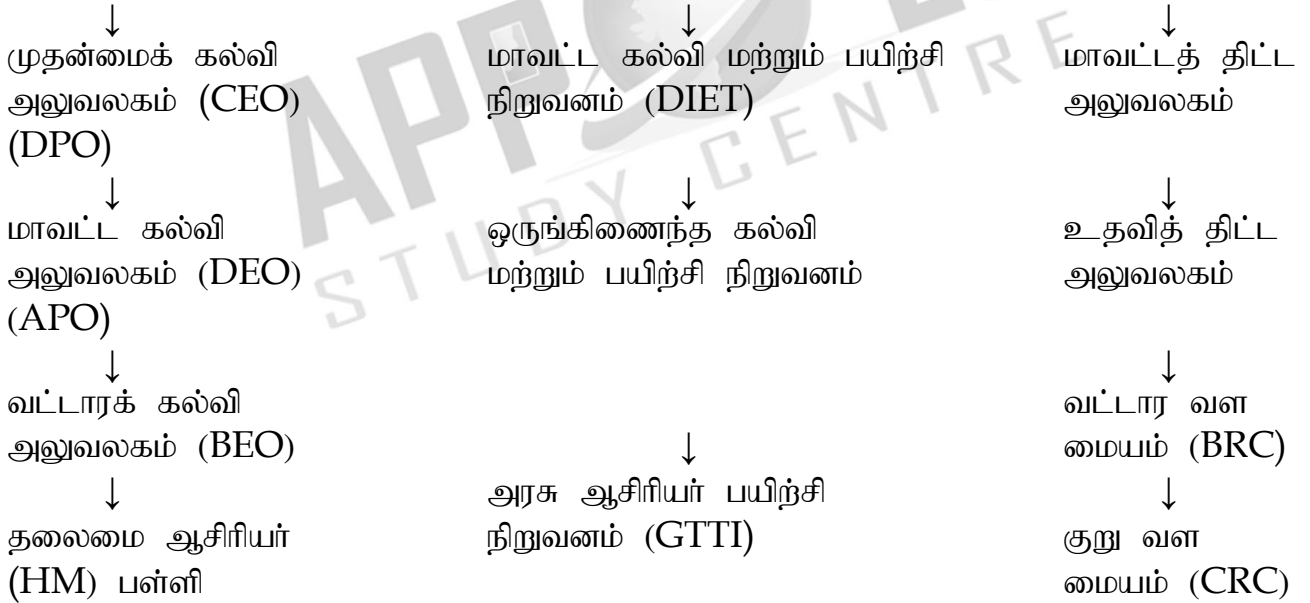 ↓ ↓ ↓
முதன்மைக் கல்வி மாவட்ட கல்வி மற்றும் பயிற்சி மாவட்டத் திட்ட
அலுவலகம் (CEO) நிறுவனம் (DIET) அலுவலகம்
(DPO)
↓ ↓ ↓
மாவட்ட கல்வி ஒருங்கிணைந்த கல்வி உதவித் திட்ட
அலுவலகம் (DEO) மற்றும் பயிற்சி நிறுவனம் அலுவலகம்
(APO)
↓ ↓
வட்டாரக் கல்வி வட்டார வள
அலுவலகம் (BEO) ↓ மையம் (BRC)
↓ அரசு ஆசிரியர் பயிற்சி ↓
தலைமை ஆசிரியர் நிறுவனம் (GTTI) குறு வள
(HM) பள்ளி மையம் (CRC)
STUDY CENTRE